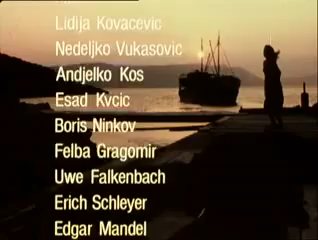 Lidija Kovacevic
Nedeljko Vukasovic
Andjelko Kos
Esad Kvcic
Boris Ninkov
Felba Gragomir
Uwe Falkenbach
Erich Schleyer
Edgar Mandel